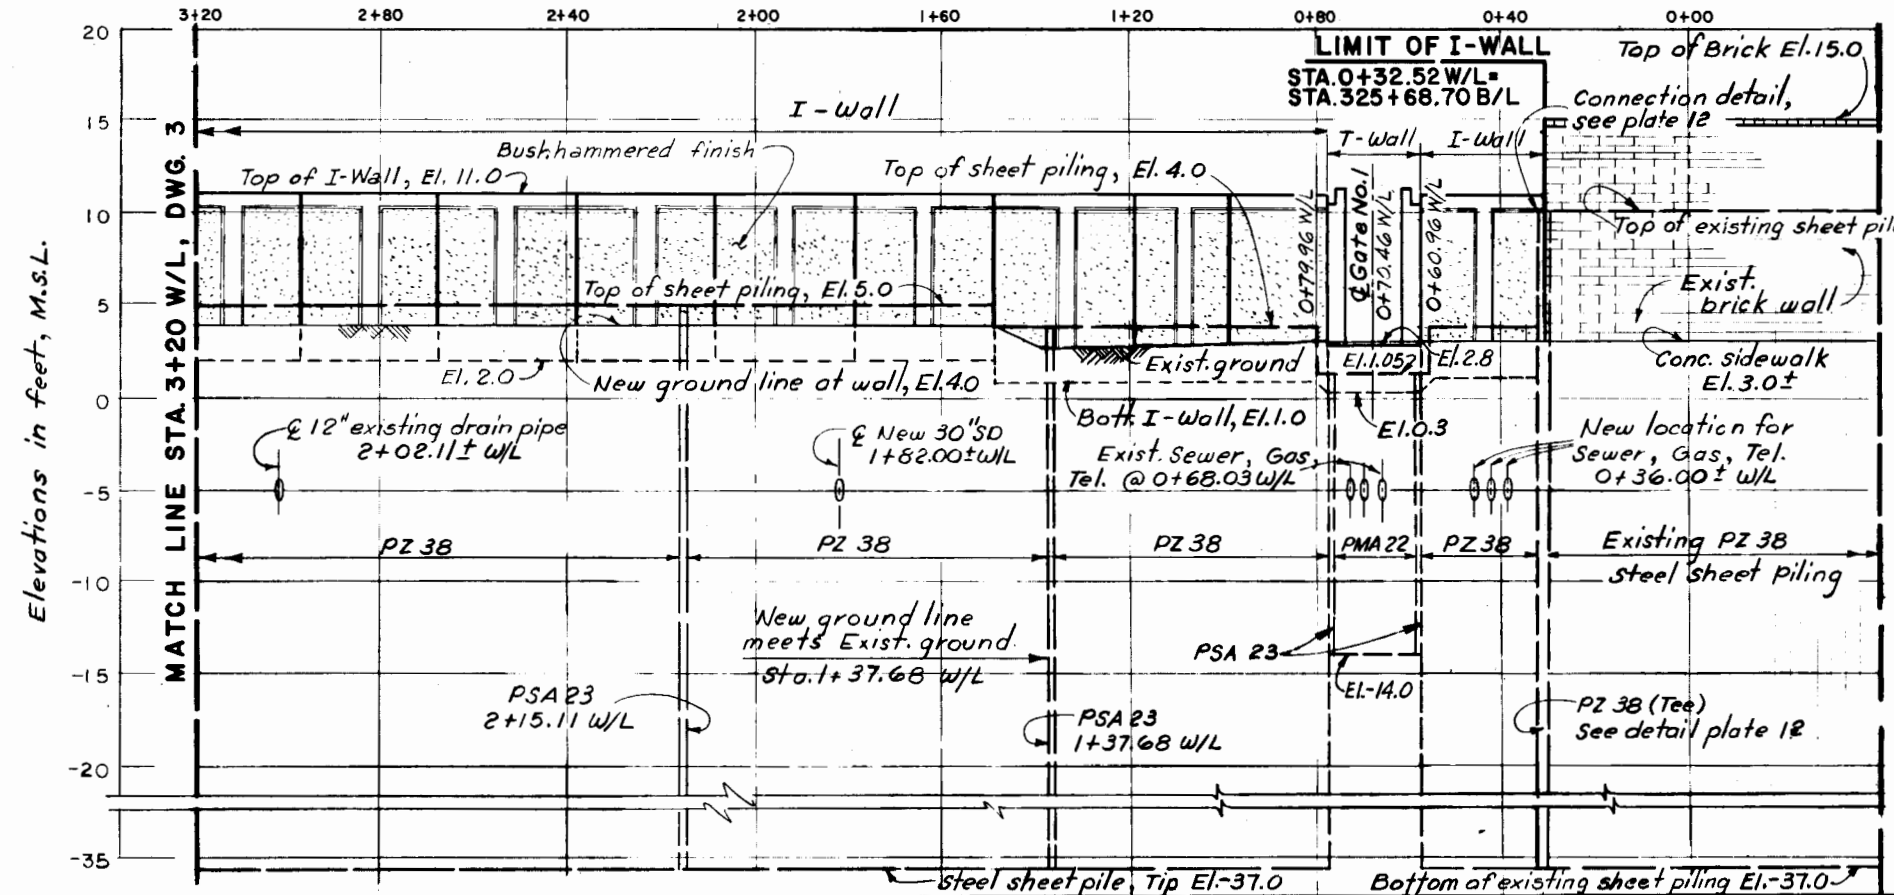 3+20 2+80 2+40 2+00 1+60 1+20 0+80 0+40 0+00
20
15
10
5
0
-5
-10
-15
-20
-35
Elevations in feet, M.S.L.
MATCH LINE STA. 3+20 W/L, DWG. 3
LIMIT OF I-WALL
STA.0+32.52 W/L=
STA.325+68.70 B/L
Top of Brick El.15.0
Connection detail,
see plate 12
I-Wall
T-Wall
I-Wall
Bushhammered finish
Top of I-Wall, El. 11.0
Top of sheet piling, El. 4.0
0+79.96 W/L
℄ Gate No.1
0+70.46 W/L
0+60.96 W/L
Top of existing sheet pil
Exist.
brick wall
Top of sheet piling, El. 5.0
El. 2.0
New ground line at wall, El.4.0
Exist. ground
El.1.05
El.2.8
Conc. sidewalk
El.3.0±
Bott. I-Wall, El.1.0
El.0.3
℄ 12" existing drain pipe
2+02.11± W/L
℄ New 30" SD
1+82.00± W/L
Exist. Sewer, Gas,
Tel. @ 0+68.03 W/L
New location for
Sewer, Gas, Tel.
0+36.00± W/L
PZ 38
PZ 38
PZ 38
PMA 22
PZ 38
Existing PZ 38
Steel sheet piling
New ground line
meets Exist. ground
Sta.1+37.68 W/L
PSA 23
El.-14.0
PSA 23
2+15.11 W/L
PSA 23
1+37.68 W/L
PZ 38 (Tee)
See detail plate 12
Steel sheet pile, Tip El.-37.0
Bottom of existing sheet piling El.-37.0